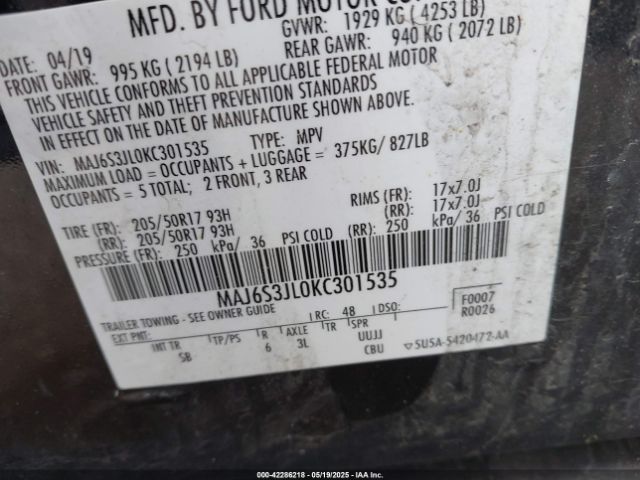 MFD. BY FORD MOTOR CO
DATE: 04/19 GVWR: 1929 KG ( 4253 LB)
FRONT GAWR: 995 KG ( 2194 LB) REAR GAWR: 940 KG ( 2072 LB)
THIS VEHICLE CONFORMS TO ALL APPLICABLE FEDERAL MOTOR
VEHICLE SAFETY AND THEFT PREVENTION STANDARDS
IN EFFECT ON THE DATE OF MANUFACTURE SHOWN ABOVE.
VIN: MAJ6S3JL0KC301535 TYPE: MPV
MAXIMUM LOAD = OCCUPANTS + LUGGAGE = 375KG/ 827LB
OCCUPANTS = 5 TOTAL; 2 FRONT, 3 REAR
TIRE (FR): 205/50R17 93H RIMS (FR): 17x7.0J
(RR): 205/50R17 93H (RR): 17x7.0J
PRESSURE (FR): 250 kPa/ 36 PSI COLD (RR): 250 kPa/ 36 PSI COLD
MAJ6S3JL0KC301535
TRAILER TOWING - SEE OWNER GUIDE
EXT PNT: RC: 48 DSO: F0007
R0026
INT TR TP/PS R AXLE TR SPR UUJJ
SB 6 3L CBU 5U5A-5420472-AA
000-42286218 - 05/19/2025 - IAAI.COM